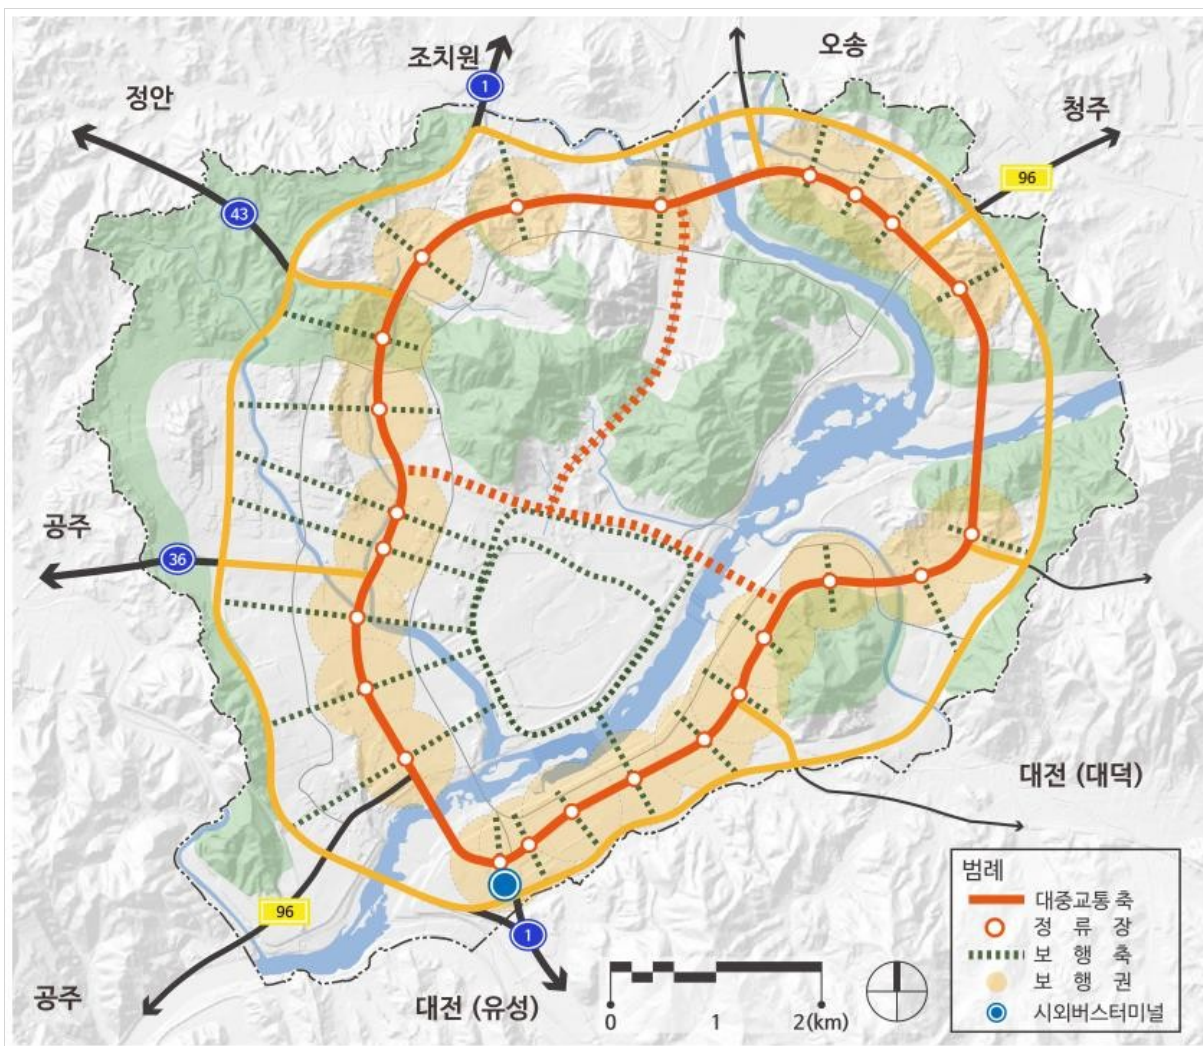 조치원
오송
1
정안
청주
96
43
공주
36
대전 (대덕)
96
1
공주
대전 (유성)
0 1 2(km)
범례
대중교통 축
정 류 장
보 행 축
보 행 권
시외버스터미널